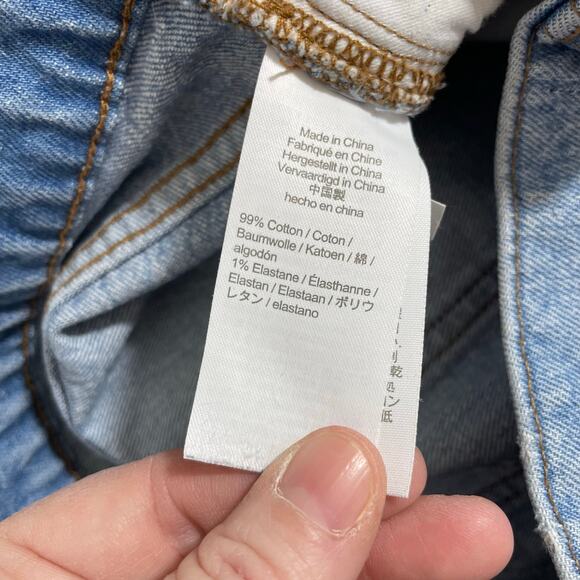 Made in China
Fabriqué en Chine
Hergestellt in China
Vervaardigd in China
中国製
hecho en china
99% Cotton / Coton /
Baumwolle / Katoen / 綿 /
algodón
1% Elastane / Élasthanne /
Elastan / Elastaan / ポリウ
レタン / elastano